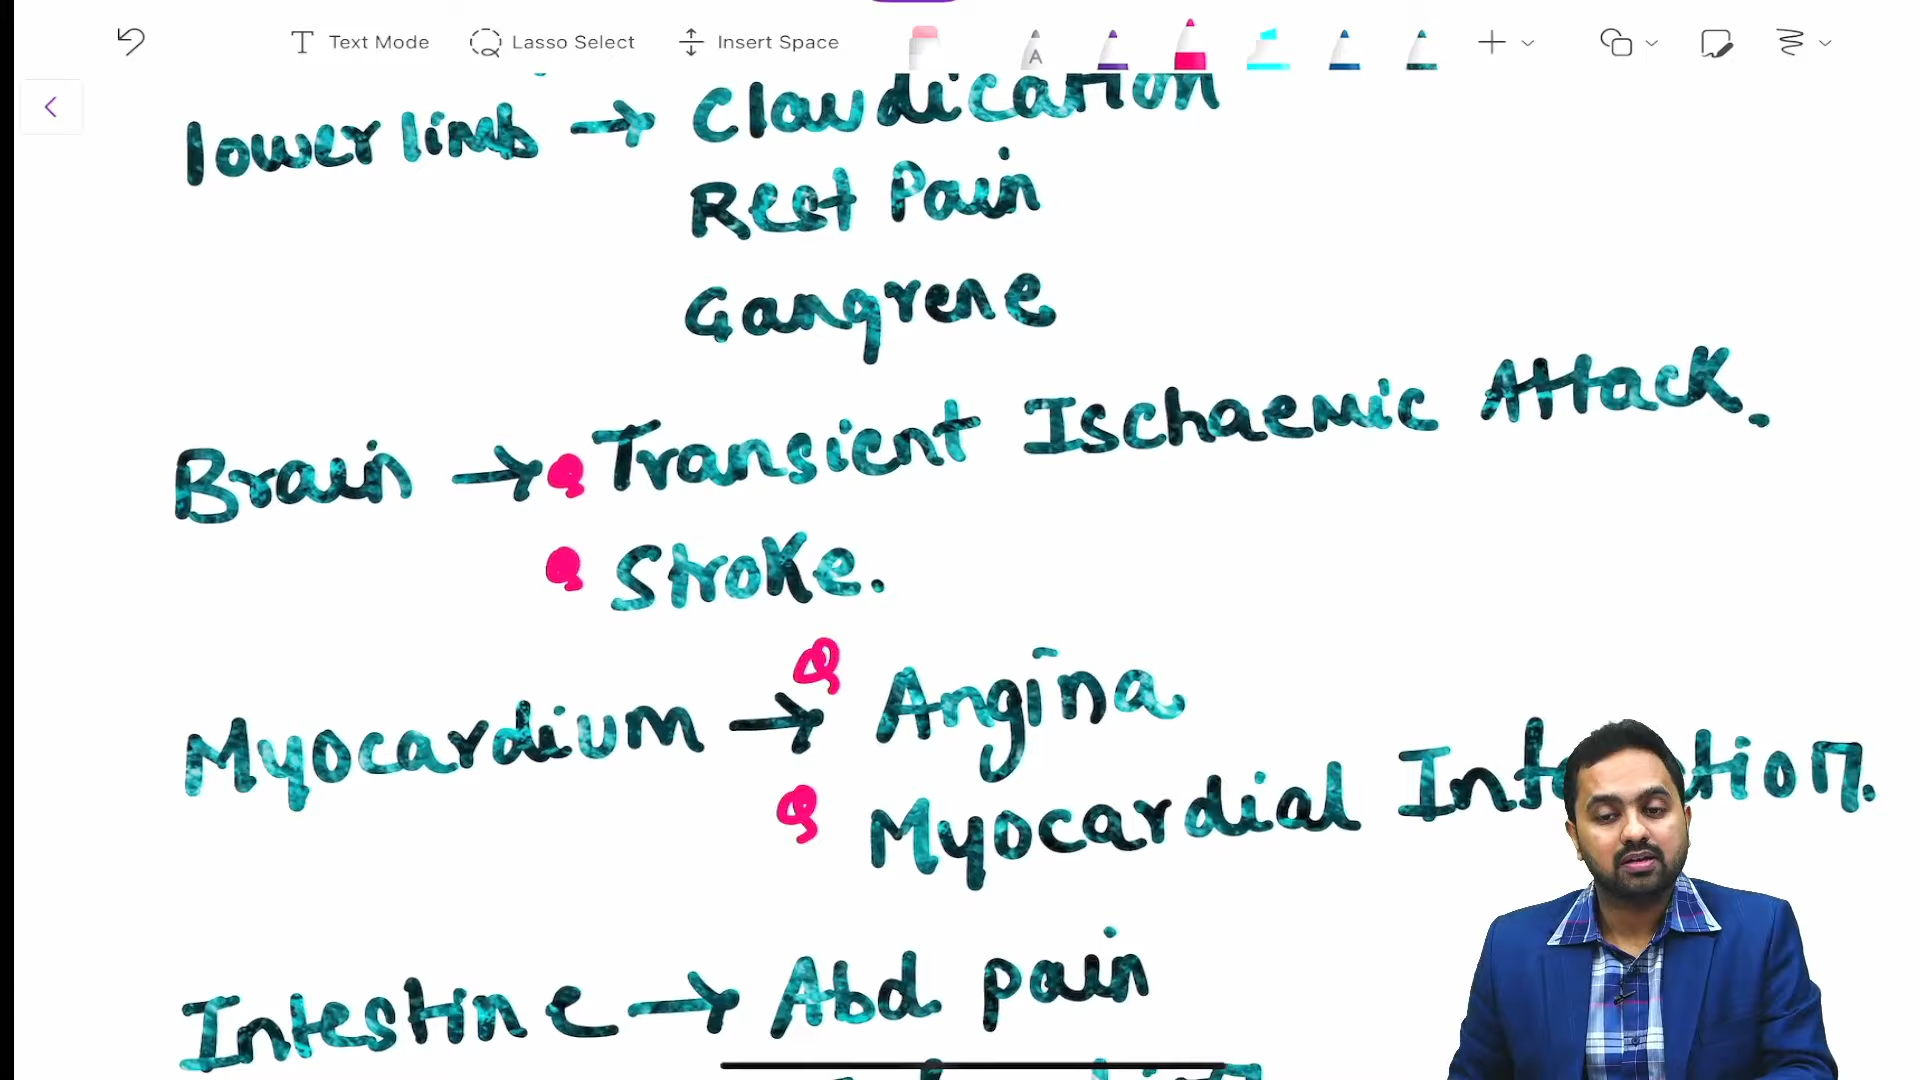 Text Mode Lasso Select Insert Space
A
lower limb → Claudication
Rest Pain
Gangrene
Brain → Transient Ischaemic Attack.
Stroke.
Myocardium → Angina
Myocardial
Intestine → Abd pain